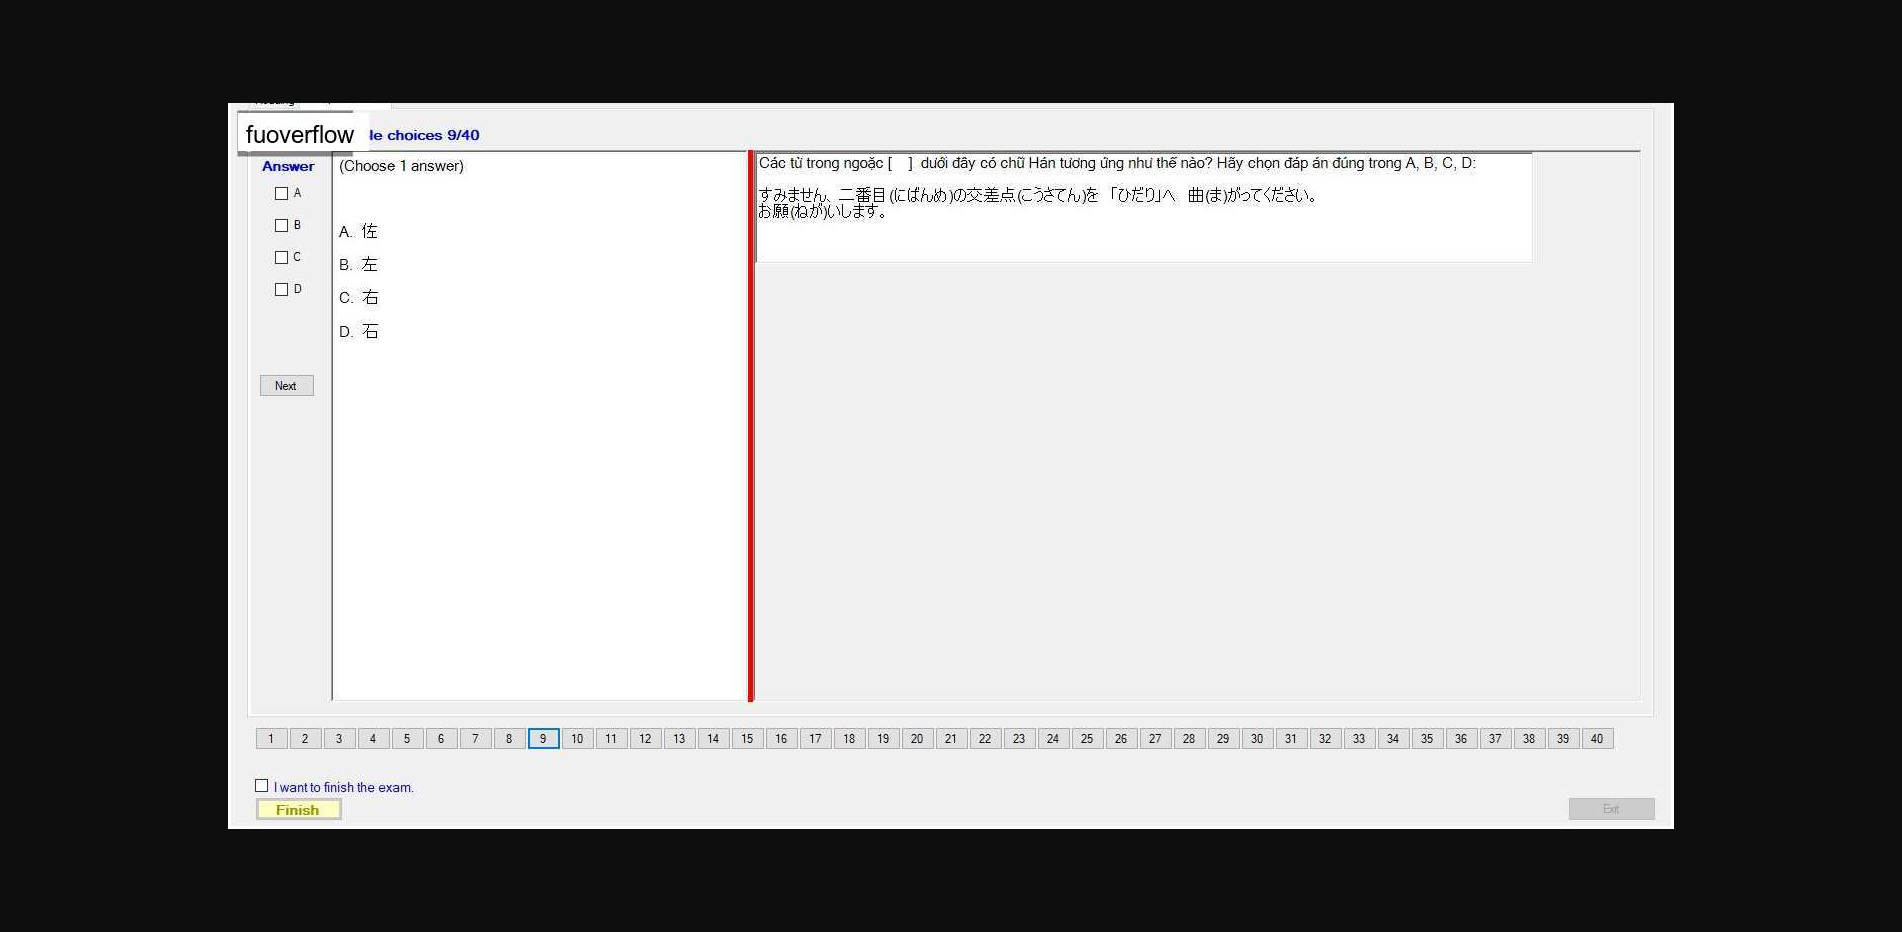 fuoverflow
le choices 9/40
Answer
A
B
C
D
Next
(Choose 1 answer)
A. 佐
B. 左
C. 右
D. 石
Các từ trong ngoặc [ ] dưới đây có chữ Hán tương ứng như thế nào? Hãy chọn đáp án đúng trong A, B, C, D:
すみません、二番目(にばんめ)の交差点(こうさてん)を 「ひだり」へ 曲(ま)がってください。
お願(ねが)いします。
1 2 3 4 5 6 7 8 9 10 11 12 13 14 15 16 17 18 19 20 21 22 23 24 25 26 27 28 29 30 31 32 33 34 35 36 37 38 39 40
I want to finish the exam.
Finish
Exit